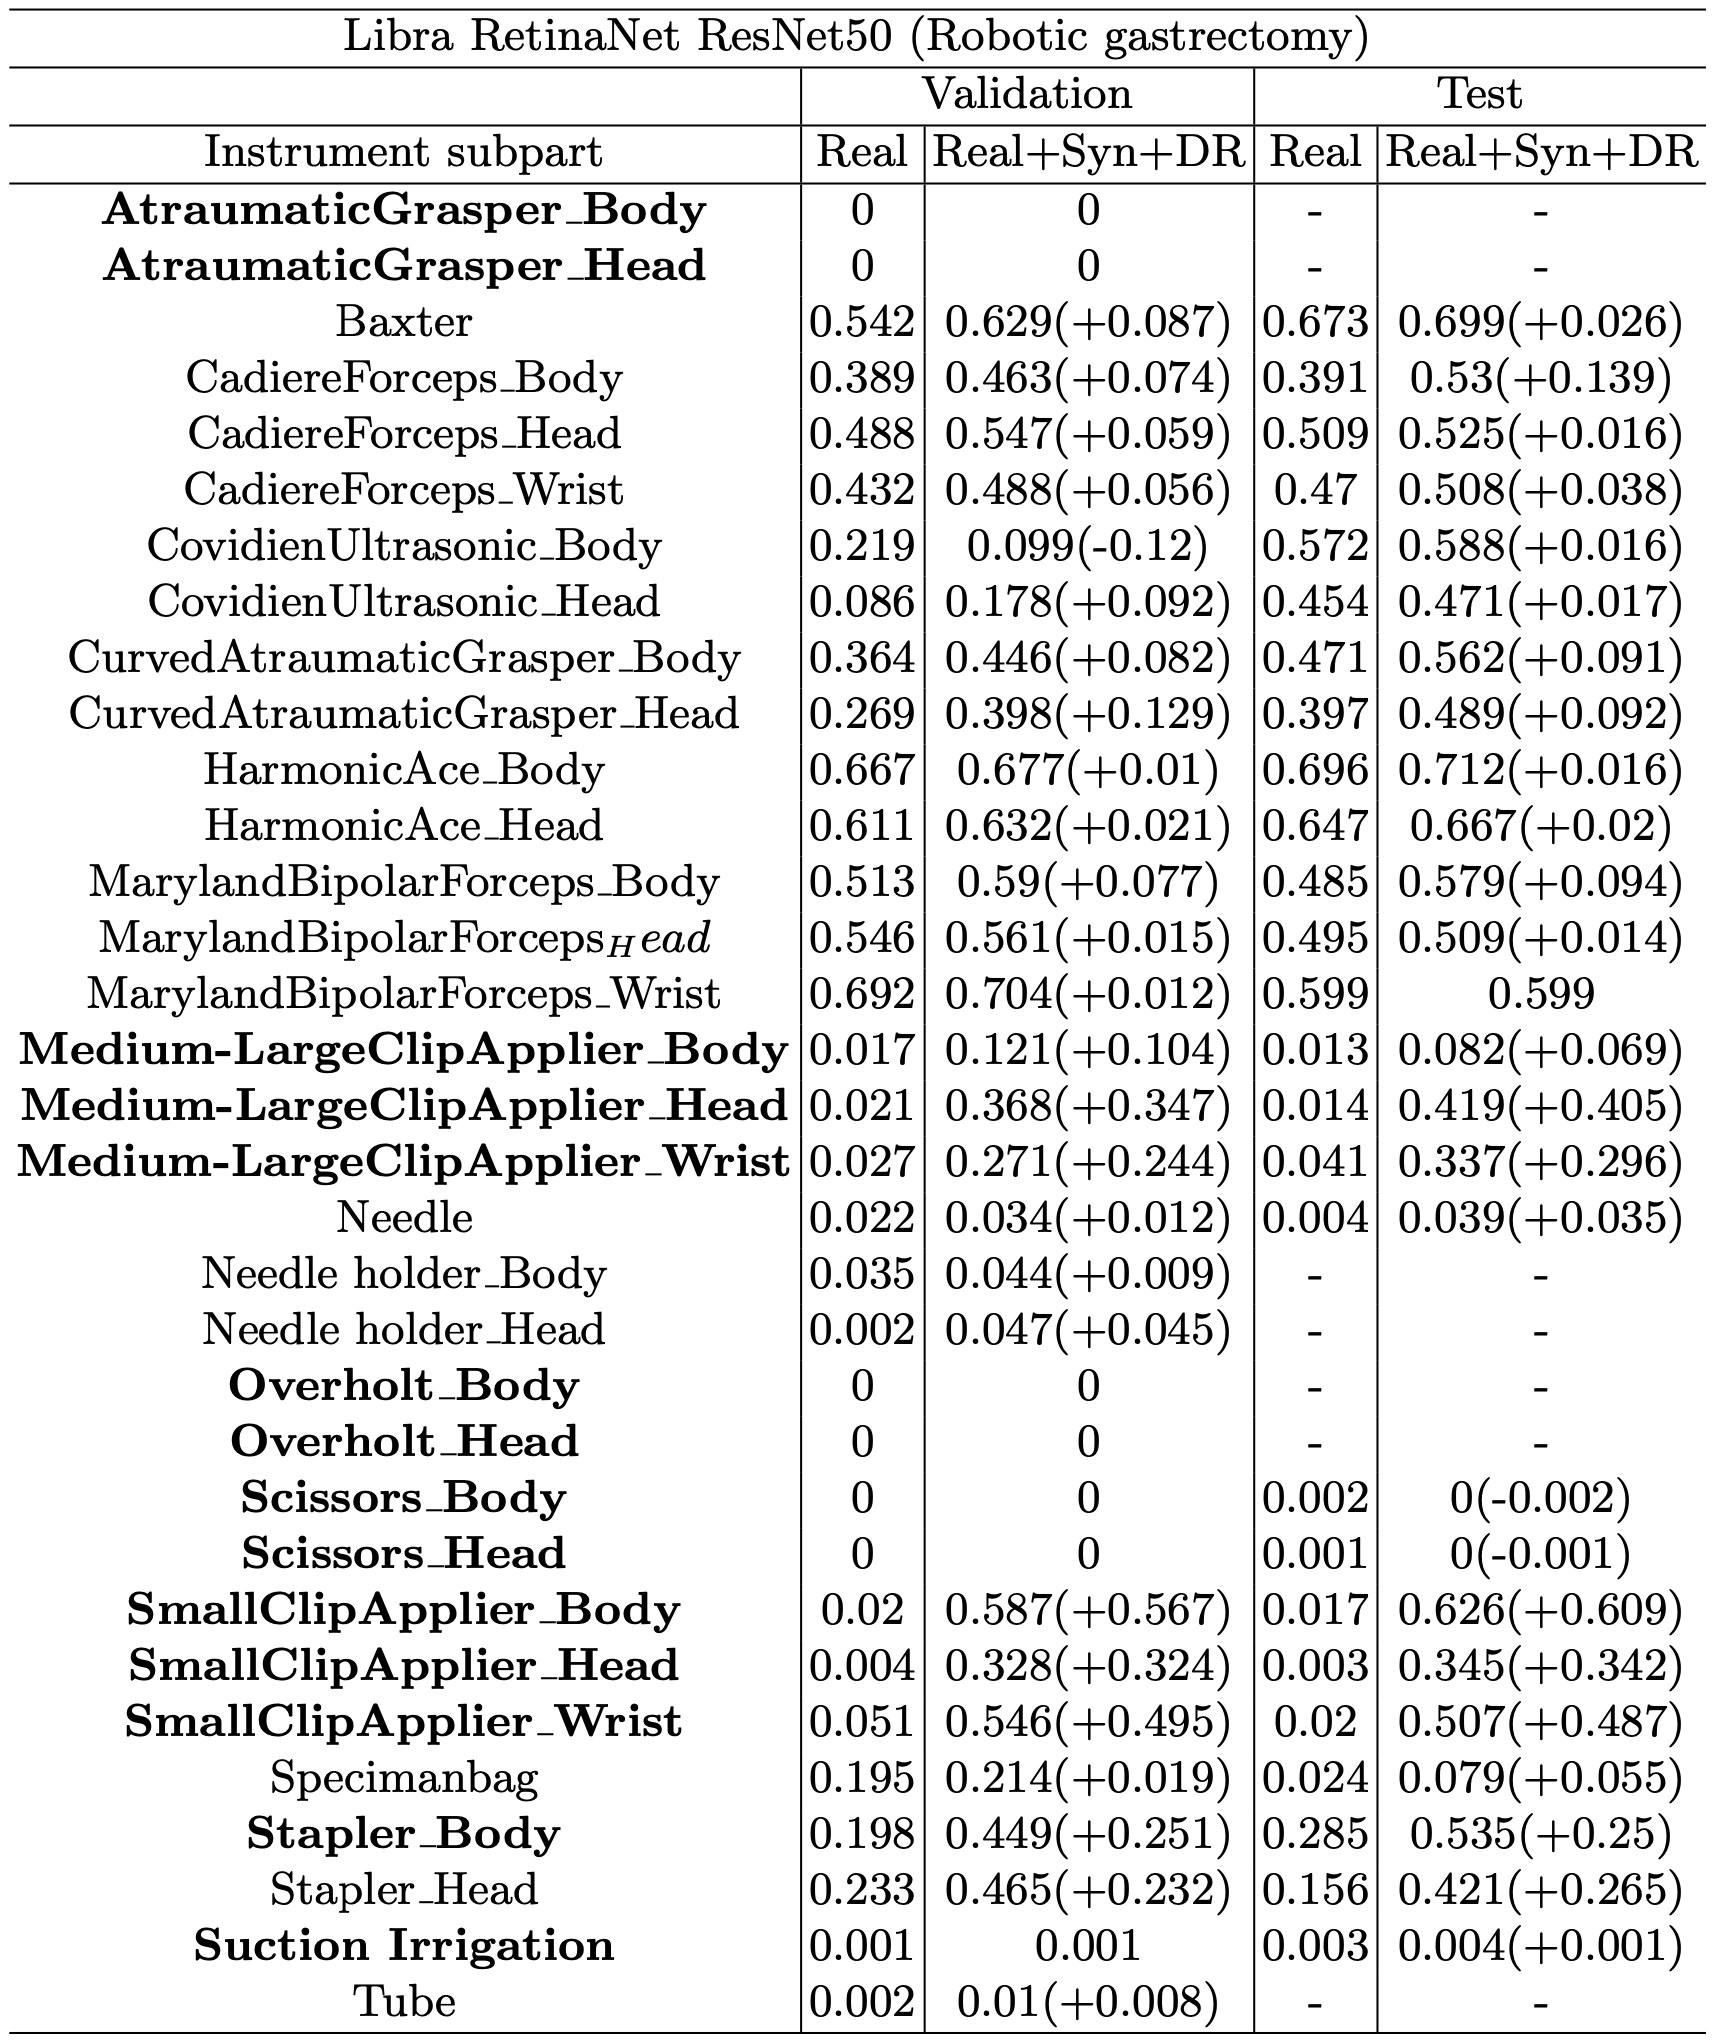 Libra RetinaNet ResNet50 (Robotic gastrectomy)
Validation Test
Instrument subpart Real Real+Syn+DR Real Real+Syn+DR
AtraumaticGrasper_Body 0 0 - -
AtraumaticGrasper_Head 0 0 - -
Baxter 0.542 0.629(+0.087) 0.673 0.699(+0.026)
CadiereForceps_Body 0.389 0.463(+0.074) 0.391 0.53(+0.139)
CadiereForceps_Head 0.488 0.547(+0.059) 0.509 0.525(+0.016)
CadiereForceps_Wrist 0.432 0.488(+0.056) 0.47 0.508(+0.038)
CovidienUltrasonic_Body 0.219 0.099(-0.12) 0.572 0.588(+0.016)
CovidienUltrasonic_Head 0.086 0.178(+0.092) 0.454 0.471(+0.017)
CurvedAtraumaticGrasper_Body 0.364 0.446(+0.082) 0.471 0.562(+0.091)
CurvedAtraumaticGrasper_Head 0.269 0.398(+0.129) 0.397 0.489(+0.092)
HarmonicAce_Body 0.667 0.677(+0.01) 0.696 0.712(+0.016)
HarmonicAce_Head 0.611 0.632(+0.021) 0.647 0.667(+0.02)
MarylandBipolarForceps_Body 0.513 0.59(+0.077) 0.485 0.579(+0.094)
MarylandBipolarForcepsHead 0.546 0.561(+0.015) 0.495 0.509(+0.014)
MarylandBipolarForceps_Wrist 0.692 0.704(+0.012) 0.599 0.599
Medium-LargeClipApplier_Body 0.017 0.121(+0.104) 0.013 0.082(+0.069)
Medium-LargeClipApplier_Head 0.021 0.368(+0.347) 0.014 0.419(+0.405)
Medium-LargeClipApplier_Wrist 0.027 0.271(+0.244) 0.041 0.337(+0.296)
Needle 0.022 0.034(+0.012) 0.004 0.039(+0.035)
Needle holder_Body 0.035 0.044(+0.009) - -
Needle holder_Head 0.002 0.047(+0.045) - -
Overholt_Body 0 0 - -
Overholt_Head 0 0 - -
Scissors_Body 0 0 0.002 0(-0.002)
Scissors_Head 0 0 0.001 0(-0.001)
SmallClipApplier_Body 0.02 0.587(+0.567) 0.017 0.626(+0.609)
SmallClipApplier_Head 0.004 0.328(+0.324) 0.003 0.345(+0.342)
SmallClipApplier_Wrist 0.051 0.546(+0.495) 0.02 0.507(+0.487)
Specimanbag 0.195 0.214(+0.019) 0.024 0.079(+0.055)
Stapler_Body 0.198 0.449(+0.251) 0.285 0.535(+0.25)
Stapler_Head 0.233 0.465(+0.232) 0.156 0.421(+0.265)
Suction Irrigation 0.001 0.001 0.003 0.004(+0.001)
Tube 0.002 0.01(+0.008) - -